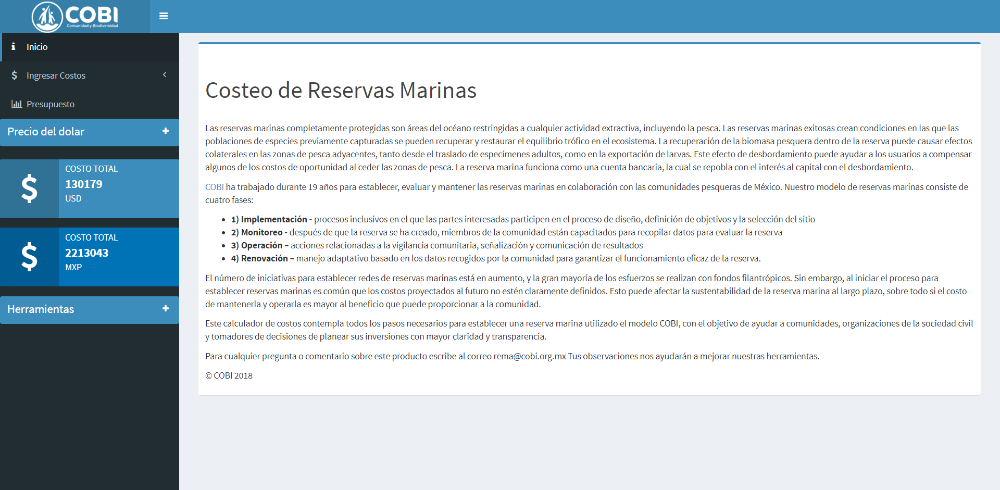 COBI
Comunidad y Biodiversidad
Inicio
Ingresar Costos
Presupuesto
Precio del dolar
COSTO TOTAL
130179
USD
COSTO TOTAL
2213043
MXP
Herramientas
Costeo de Reservas Marinas
Las reservas marinas completamente protegidas son áreas del océano restringidas a cualquier actividad extractiva, incluyendo la pesca. Las reservas marinas exitosas crean condiciones en las que las
poblaciones de especies previamente capturadas se pueden recuperar y restaurar el equilibrio trófico en el ecosistema. La recuperación de la biomasa pesquera dentro de la reserva puede causar efectos
colaterales en las zonas de pesca adyacentes, tanto desde el traslado de especímenes adultos, como en la exportación de larvas. Este efecto de desbordamiento puede ayudar a los usuarios a compensar
algunos de los costos de oportunidad al ceder las zonas de pesca. La reserva marina funciona como una cuenta bancaria, la cual se repobla con el interés al capital con el desbordamiento.
COBI ha trabajado durante 19 años para establecer, evaluar y mantener las reservas marinas en colaboración con las comunidades pesqueras de México. Nuestro modelo de reservas marinas consiste de
cuatro fases:
• 1) Implementación - procesos inclusivos en el que las partes interesadas participen en el proceso de diseño, definición de objetivos y la selección del sitio
• 2) Monitoreo - después de que la reserva se ha creado, miembros de la comunidad están capacitados para recopilar datos para evaluar la reserva
• 3) Operación – acciones relacionadas a la vigilancia comunitaria, señalización y comunicación de resultados
• 4) Renovación – manejo adaptativo basado en los datos recogidos por la comunidad para garantizar el funcionamiento eficaz de la reserva.
El número de iniciativas para establecer redes de reservas marinas está en aumento, y la gran mayoría de los esfuerzos se realizan con fondos filantrópicos. Sin embargo, al iniciar el proceso para
establecer reservas marinas es común que los costos proyectados al futuro no estén claramente definidos. Esto puede afectar la sustentabilidad de la reserva marina al largo plazo, sobre todo si el costo
de mantenerla y operarla es mayor al beneficio que puede proporcionar a la comunidad.
Este calculador de costos contempla todos los pasos necesarios para establecer una reserva marina utilizado el modelo COBI, con el objetivo de ayudar a comunidades, organizaciones de la sociedad civil
y tomadores de decisiones de planear sus inversiones con mayor claridad y transparencia.
Para cualquier pregunta o comentario sobre este producto escribe al correo rema@cobi.org.mx Tus observaciones nos ayudarán a mejorar nuestras herramientas.
© COBI 2018